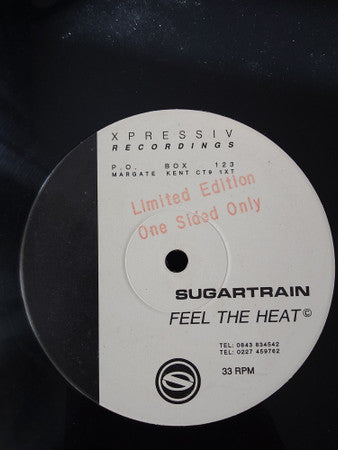 XPRESSIV
RECORDINGS
P.O. BOX 123
MARGATE KENT CT9 1XT
Limited Edition
One Sided Only
SUGARTRAIN
FEEL THE HEAT©
TEL: 0843 834542
TEL: 0227 459762
33 RPM